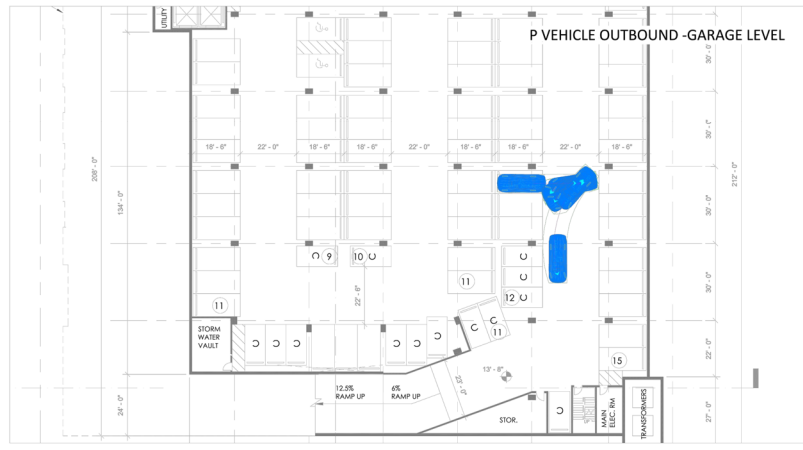 P VEHICLE OUTBOUND -GARAGE LEVEL
UTILITY
30' - 0"
30' - 0"
18' - 6"
22' - 0"
18' - 6"
18' - 6"
22' - 0"
18' - 6"
18' - 6"
22' - 0"
18' - 6"
208' - 0"
134' - 0"
30' - 0"
212' - 0"
C
9
10
C
C
C
11
30' - 0"
22' - 6"
12
C
11
STORM
WATER
VAULT
C
C
C
C
C
C
C
C
11
22' - 0"
15
13' - 8"
12.5%
RAMP UP
6%
RAMP UP
23' - 0"
24' - 0"
STOR.
C
MAIN
ELEC. RM
TRANSFORMERS
27' - 0"